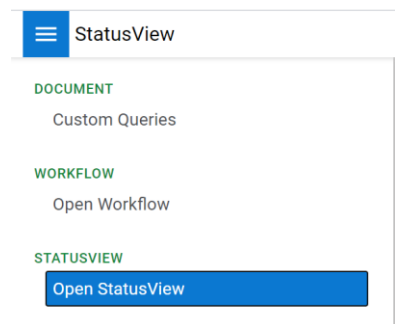 StatusView
DOCUMENT
Custom Queries
WORKFLOW
Open Workflow
STATUSVIEW
Open StatusView